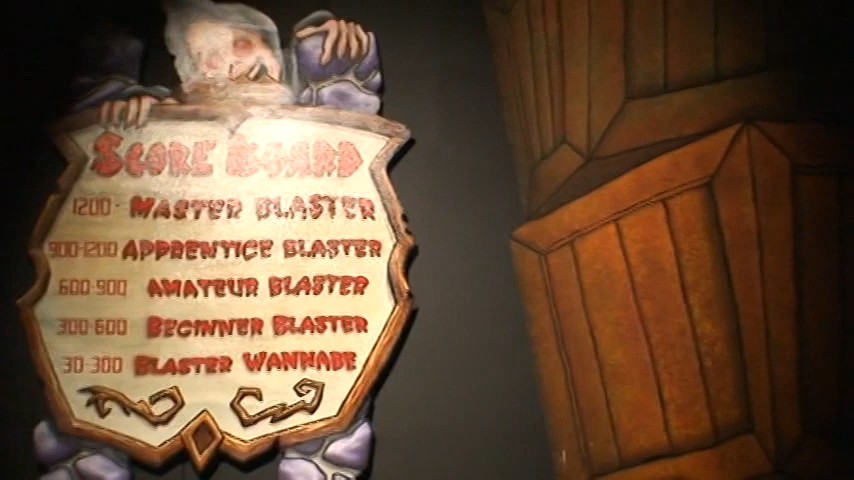 SCORE BOARD
1200- MASTER BLASTER
900-1200 APPRENTICE BLASTER
600-900 AMATEUR BLASTER
300-600 BEGINNER BLASTER
30-300 BLASTER WANNABE